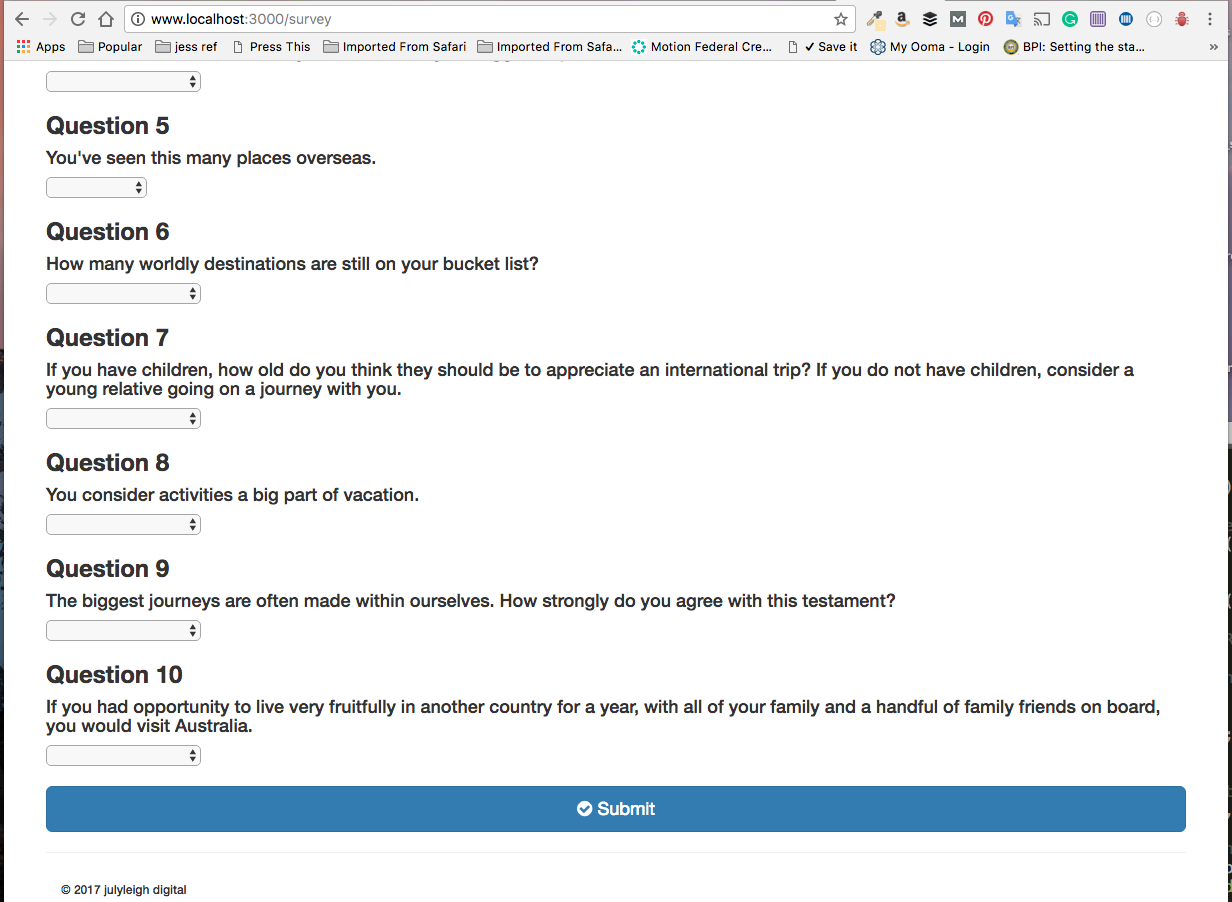 www.localhost:3000/survey
Apps Popular jess ref Press This Imported From Safari Imported From Safa... Motion Federal Cre... ✓ Save it My Ooma - Login BPI: Setting the sta... »
Question 5
You've seen this many places overseas.
Question 6
How many worldly destinations are still on your bucket list?
Question 7
If you have children, how old do you think they should be to appreciate an international trip? If you do not have children, consider a
young relative going on a journey with you.
Question 8
You consider activities a big part of vacation.
Question 9
The biggest journeys are often made within ourselves. How strongly do you agree with this testament?
Question 10
If you had opportunity to live very fruitfully in another country for a year, with all of your family and a handful of family friends on board,
you would visit Australia.
Submit
© 2017 julyleigh digital